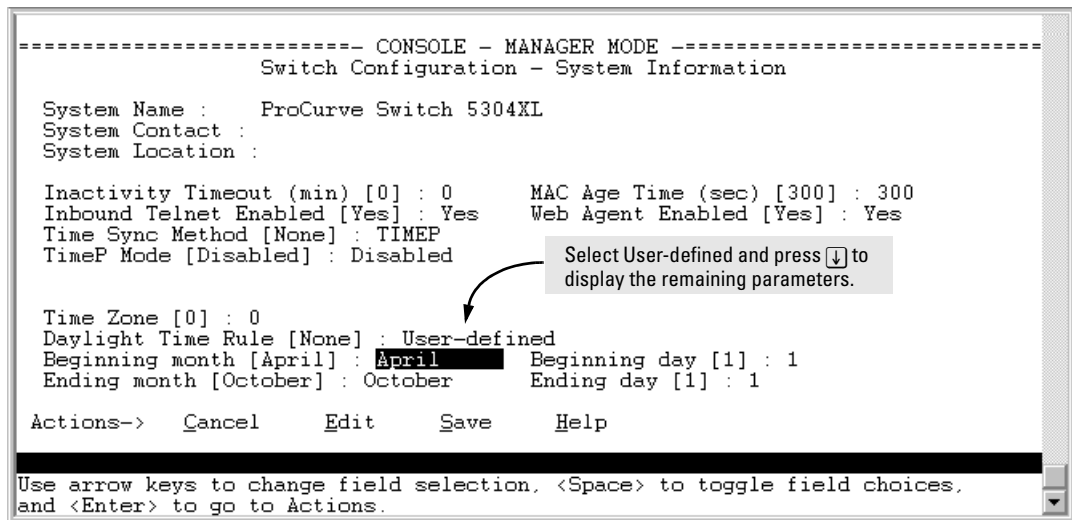 ==========================- CONSOLE - MANAGER MODE -============================
Switch Configuration - System Information
System Name :    ProCurve Switch 5304XL
System Contact :
System Location :
Inactivity Timeout (min) [0] : 0       MAC Age Time (sec) [300] : 300
Inbound Telnet Enabled [Yes] : Yes    Web Agent Enabled [Yes] : Yes
Time Sync Method [None] : TIMEP
TimeP Mode [Disabled] : Disabled
Select User-defined and press ↓ to
display the remaining parameters.
Time Zone [0] : 0
Daylight Time Rule [None] : User-defined
Beginning month [April] : April     Beginning day [1] : 1
Ending month [October] : October     Ending day [1] : 1
Actions->   Cancel     Edit     Save     Help
Use arrow keys to change field selection, <Space> to toggle field choices,
and <Enter> to go to Actions.